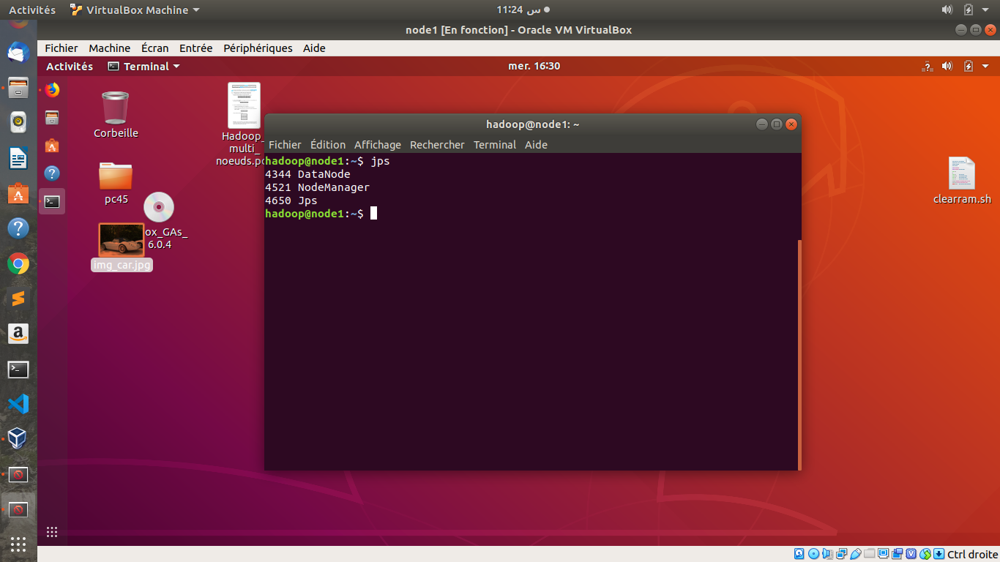 Activités VirtualBox Machine س 11:24
node1 [En fonction] - Oracle VM VirtualBox
Fichier Machine Écran Entrée Périphériques Aide
Activités Terminal mer. 16:30
Corbeille
Hadoop_
multi_
noeuds.pc
pc45
ox_GAs_
6.0.4
img_car.jpg
clearram.sh
hadoop@node1: ~
Fichier Édition Affichage Rechercher Terminal Aide
hadoop@node1:~$ jps
4344 DataNode
4521 NodeManager
4650 Jps
hadoop@node1:~$
Ctrl droite